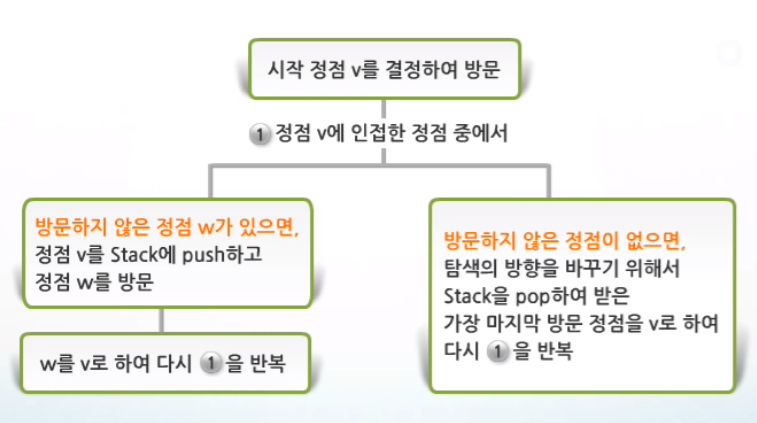 시작 정점 v를 결정하여 방문
1 정점 v에 인접한 정점 중에서
방문하지 않은 정점 w가 있으면,
정점 v를 Stack에 push하고
정점 w를 방문
w를 v로 하여 다시 1 을 반복
방문하지 않은 정점이 없으면,
탐색의 방향을 바꾸기 위해서
Stack을 pop하여 받은
가장 마지막 방문 정점을 v로 하여
다시 1 을 반복